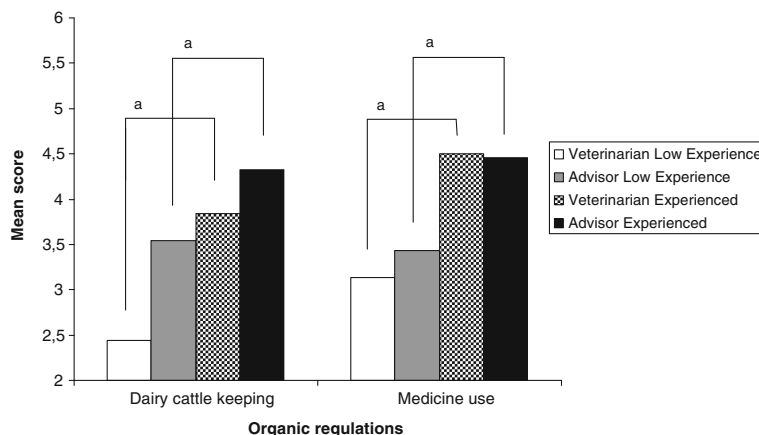 6
5,5
5
4,5
4
3,5
3
2,5
2
Mean score
a
a
a
a
Dairy cattle keeping
Medicine use
Organic regulations
Veterinarian Low Experience
Advisor Low Experience
Veterinarian Experienced
Advisor Experienced